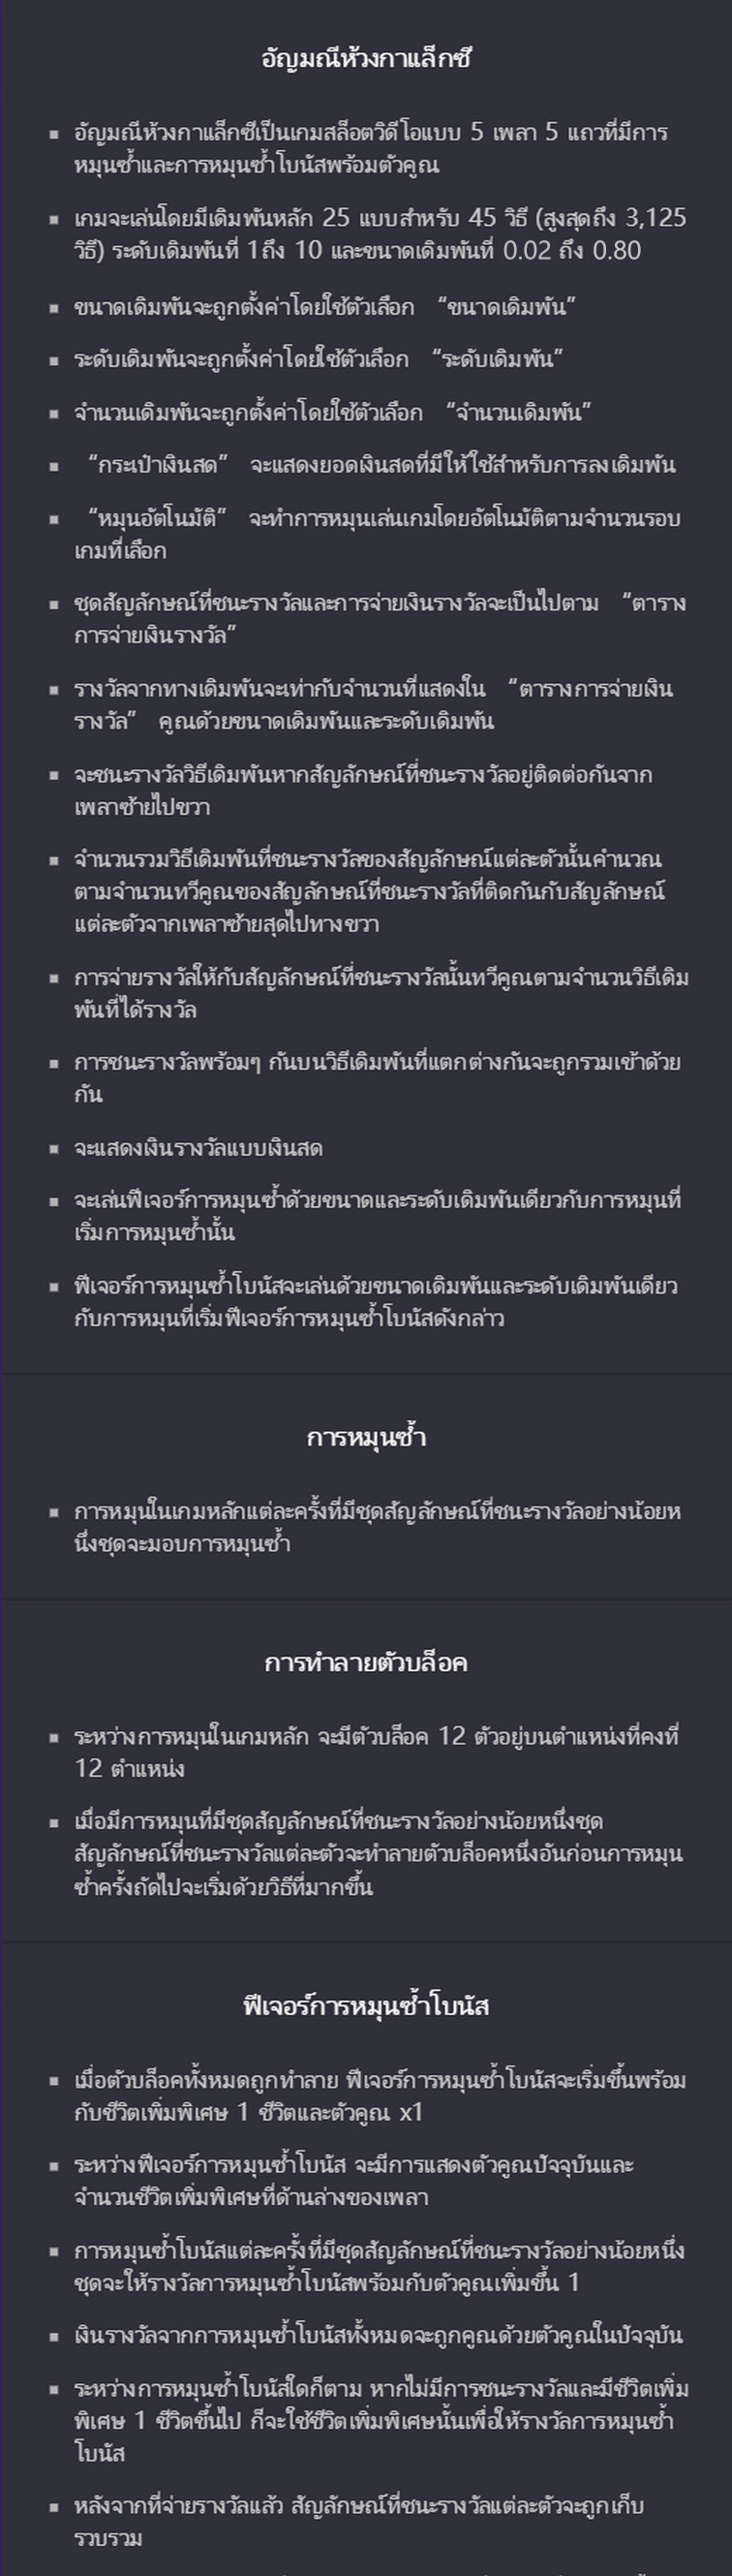 อัญมณีห้วงกาแล็กซี
▪ อัญมณีห้วงกาแล็กซีเป็นเกมสล็อตวิดีโอแบบ 5 เพลา 5 แถวที่มีการ
หมุนซ้ำและการหมุนซ้ำโบนัสพร้อมตัวคูณ
▪ เกมจะเล่นโดยมีเดิมพันหลัก 25 แบบสำหรับ 45 วิธี (สูงสุดถึง 3,125
วิธี) ระดับเดิมพันที่ 1 ถึง 10 และขนาดเดิมพันที่ 0.02 ถึง 0.80
▪ ขนาดเดิมพันจะถูกตั้งค่าโดยใช้ตัวเลือก “ขนาดเดิมพัน”
▪ ระดับเดิมพันจะถูกตั้งค่าโดยใช้ตัวเลือก “ระดับเดิมพัน”
▪ จำนวนเดิมพันจะถูกตั้งค่าโดยใช้ตัวเลือก “จำนวนเดิมพัน”
▪ “กระเป๋าเงินสด” จะแสดงยอดเงินสดที่มีให้ใช้สำหรับการลงเดิมพัน
▪ “หมุนอัตโนมัติ” จะทำการหมุนเล่นเกมโดยอัตโนมัติตามจำนวนรอบ
เกมที่เลือก
▪ ชุดสัญลักษณ์ที่ชนะรางวัลและการจ่ายเงินรางวัลจะเป็นไปตาม “ตาราง
การจ่ายเงินรางวัล”
▪ รางวัลจากทางเดิมพันจะเท่ากับจำนวนที่แสดงใน “ตารางการจ่ายเงิน
รางวัล” คูณด้วยขนาดเดิมพันและระดับเดิมพัน
▪ จะชนะรางวัลวิธีเดิมพันหากสัญลักษณ์ที่ชนะรางวัลอยู่ติดต่อกันจาก
เพลาซ้ายไปขวา
▪ จำนวนรวมวิธีเดิมพันที่ชนะรางวัลของสัญลักษณ์แต่ละตัวนั้นคำนวณ
ตามจำนวนทวีคูณของสัญลักษณ์ที่ชนะรางวัลที่ติดกันกับสัญลักษณ์
แต่ละตัวจากเพลาซ้ายสุดไปทางขวา
▪ การจ่ายรางวัลให้กับสัญลักษณ์ที่ชนะรางวัลนั้นทวีคูณตามจำนวนวิธีเดิม
พันที่ได้รางวัล
▪ การชนะรางวัลพร้อมๆ กันบนวิธีเดิมพันที่แตกต่างกันจะถูกรวมเข้าด้วย
กัน
▪ จะแสดงเงินรางวัลแบบเงินสด
▪ จะเล่นฟีเจอร์การหมุนซ้ำด้วยขนาดและระดับเดิมพันเดียวกับการหมุนที่
เริ่มการหมุนซ้ำนั้น
▪ ฟีเจอร์การหมุนซ้ำโบนัสจะเล่นด้วยขนาดเดิมพันและระดับเดิมพันเดียว
กับการหมุนที่เริ่มฟีเจอร์การหมุนซ้ำโบนัสดังกล่าว
การหมุนซ้ำ
▪ การหมุนในเกมหลักแต่ละครั้งที่มีชุดสัญลักษณ์ที่ชนะรางวัลอย่างน้อยห
นึ่งชุดจะมอบการหมุนซ้ำ
การทำลายตัวบล็อค
▪ ระหว่างการหมุนในเกมหลัก จะมีตัวบล็อค 12 ตัวอยู่บนตำแหน่งที่คงที่
12 ตำแหน่ง
▪ เมื่อมีการหมุนที่มีชุดสัญลักษณ์ที่ชนะรางวัลอย่างน้อยหนึ่งชุด
สัญลักษณ์ที่ชนะรางวัลแต่ละตัวจะทำลายตัวบล็อคหนึ่งอันก่อนการหมุน
ซ้ำครั้งถัดไปจะเริ่มด้วยวิธีที่มากขึ้น
ฟีเจอร์การหมุนซ้ำโบนัส
▪ เมื่อตัวบล็อคทั้งหมดถูกทำลาย ฟีเจอร์การหมุนซ้ำโบนัสจะเริ่มขึ้นพร้อม
กับชีวิตเพิ่มพิเศษ 1 ชีวิตและตัวคูณ x1
▪ ระหว่างฟีเจอร์การหมุนซ้ำโบนัส จะมีการแสดงตัวคูณปัจจุบันและ
จำนวนชีวิตเพิ่มพิเศษที่ด้านล่างของเพลา
▪ การหมุนซ้ำโบนัสแต่ละครั้งที่มีชุดสัญลักษณ์ที่ชนะรางวัลอย่างน้อยหนึ่ง
ชุดจะให้รางวัลการหมุนซ้ำโบนัสพร้อมกับตัวคูณเพิ่มขึ้น 1
▪ เงินรางวัลจากการหมุนซ้ำโบนัสทั้งหมดจะถูกคูณด้วยตัวคูณในปัจจุบัน
▪ ระหว่างการหมุนซ้ำโบนัสใดก็ตาม หากไม่มีการชนะรางวัลและมีชีวิตเพิ่ม
พิเศษ 1 ชีวิตขึ้นไป ก็จะใช้ชีวิตเพิ่มพิเศษนั้นเพื่อให้รางวัลการหมุนซ้ำ
โบนัส
▪ หลังจากที่จ่ายรางวัลแล้ว สัญลักษณ์ที่ชนะรางวัลแต่ละตัวจะถูกเก็บ
รวบรวม